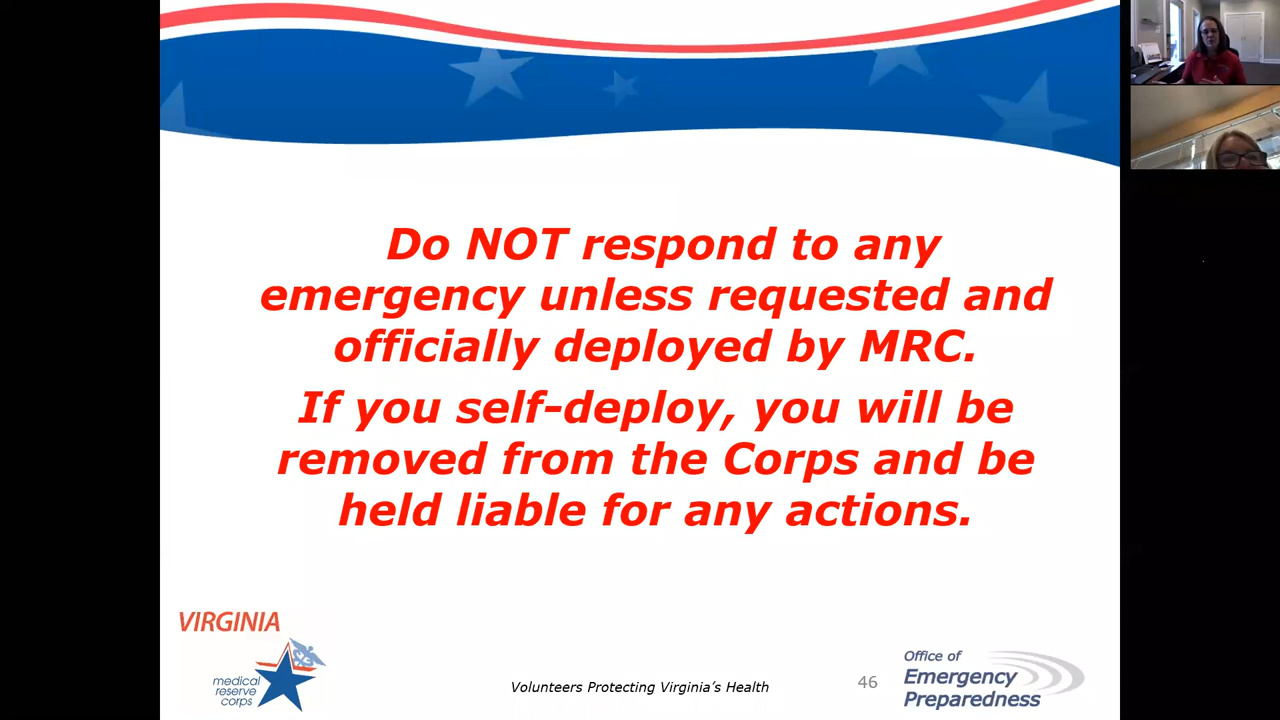 Do NOT respond to any
emergency unless requested and
officially deployed by MRC.
If you self-deploy, you will be
removed from the Corps and be
held liable for any actions.
VIRGINIA
medical
reserve
corps
Volunteers Protecting Virginia's Health
46
Office of
Emergency
Preparedness